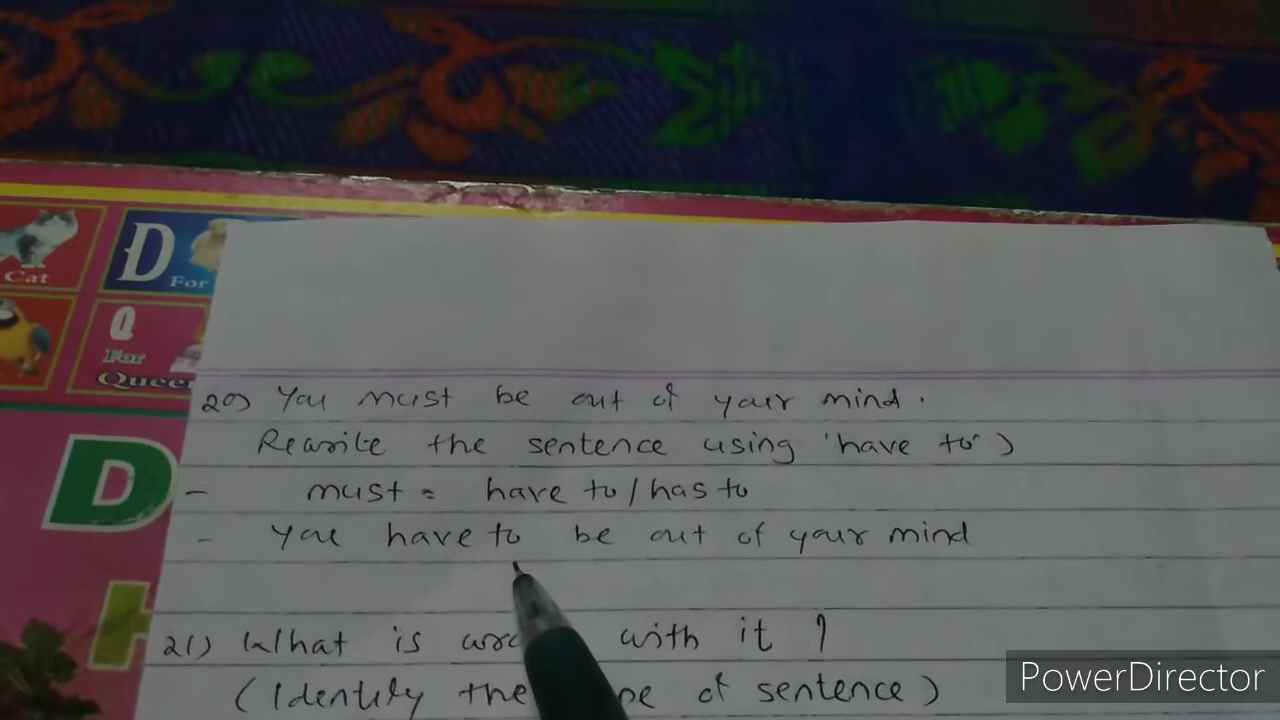 Cat
D
For
Q
For
Queen
D
20) You must be out of your mind.
Rewrite the sentence using 'have to')
- must = have to / has to
- You have to be out of your mind
21) What is with it ?
(Identify the of sentence)
PowerDirector